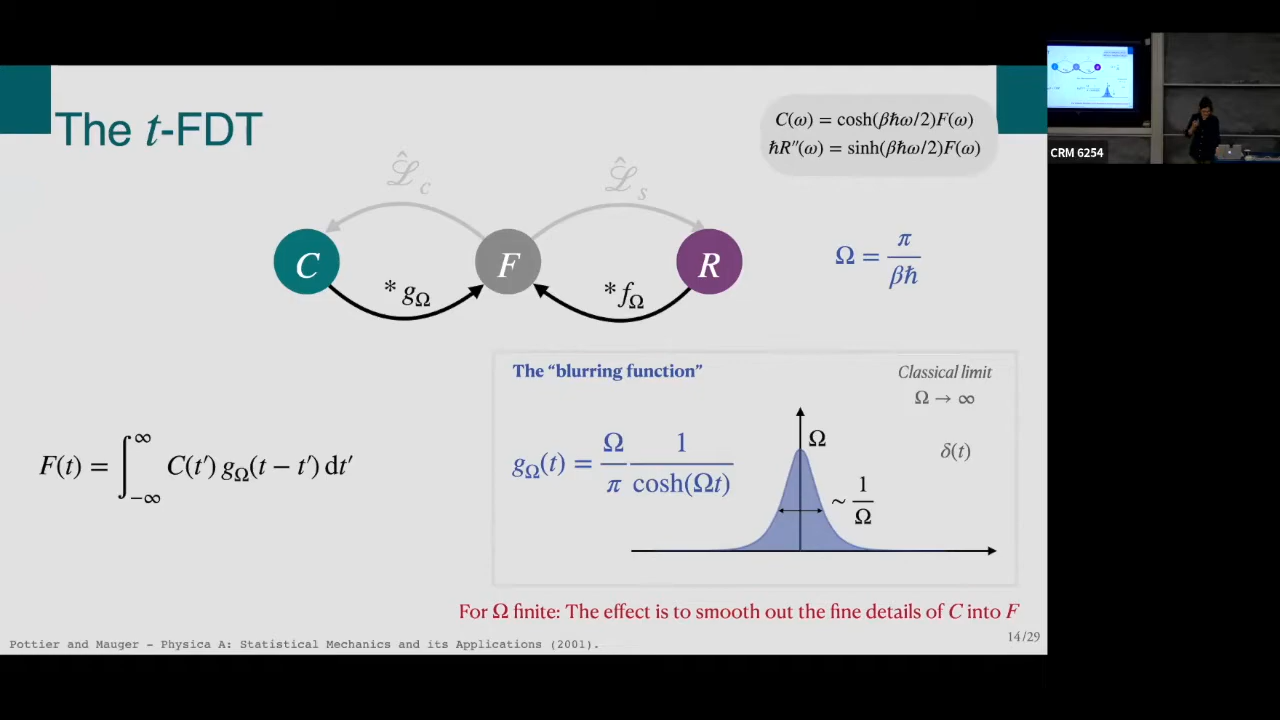 The t-FDT
C(ω) = cosh(βħω/2)F(ω)
ħR″(ω) = sinh(βħω/2)F(ω)
CRM 6254
ℒ̂_c
ℒ̂_s
C
F
R
* g_Ω
* f_Ω
Ω = π/βħ
The “blurring function”
Classical limit
Ω → ∞
δ(t)
F(t) = ∫_{−∞}^{∞} C(t′) g_Ω(t − t′) dt′
g_Ω(t) = Ω/π 1/cosh(Ωt)
Ω
~ 1/Ω
For Ω finite: The effect is to smooth out the fine details of C into F
14/29
Pottier and Mauger - Physica A: Statistical Mechanics and its Applications (2001).